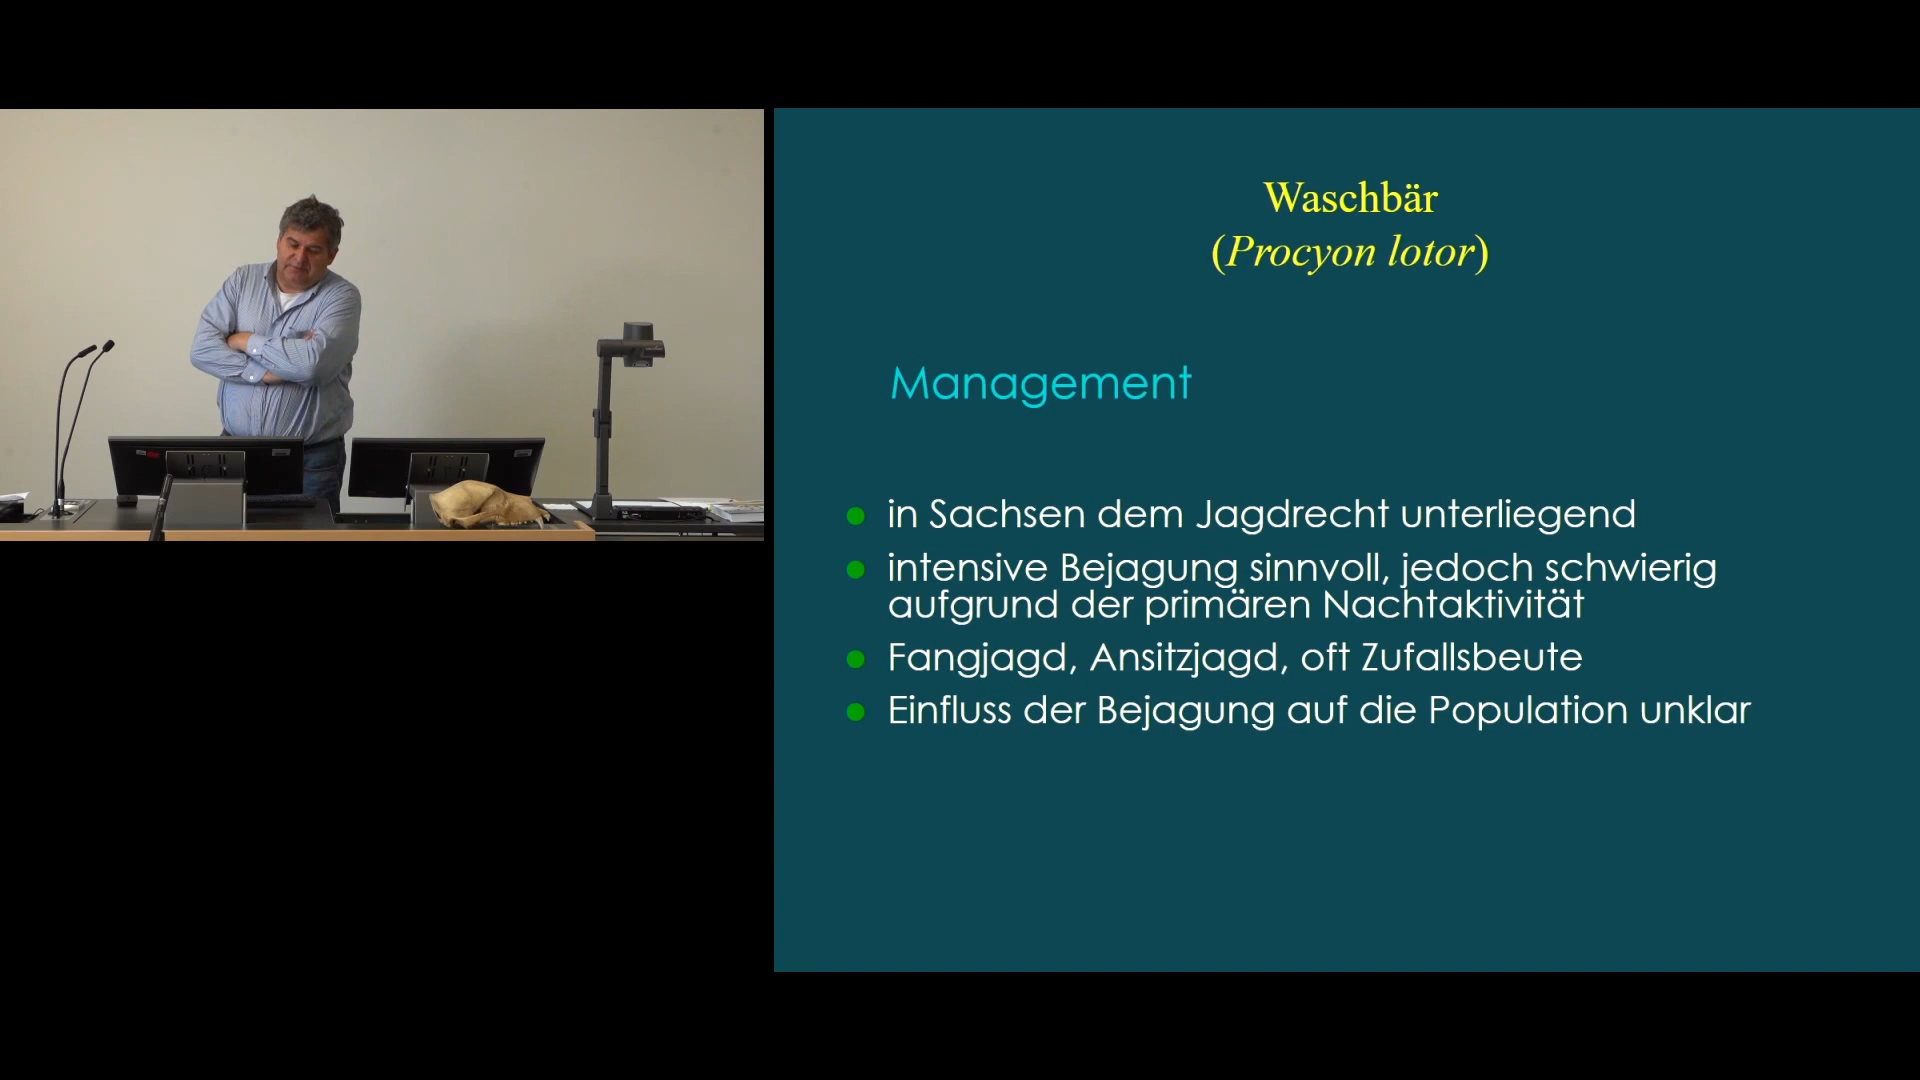 Waschbär
(Procyon lotor)
Management
in Sachsen dem Jagdrecht unterliegend
intensive Bejagung sinnvoll, jedoch schwierig
aufgrund der primären Nachtaktivität
Fangjagd, Ansitzjagd, oft Zufallsbeute
Einfluss der Bejagung auf die Population unklar